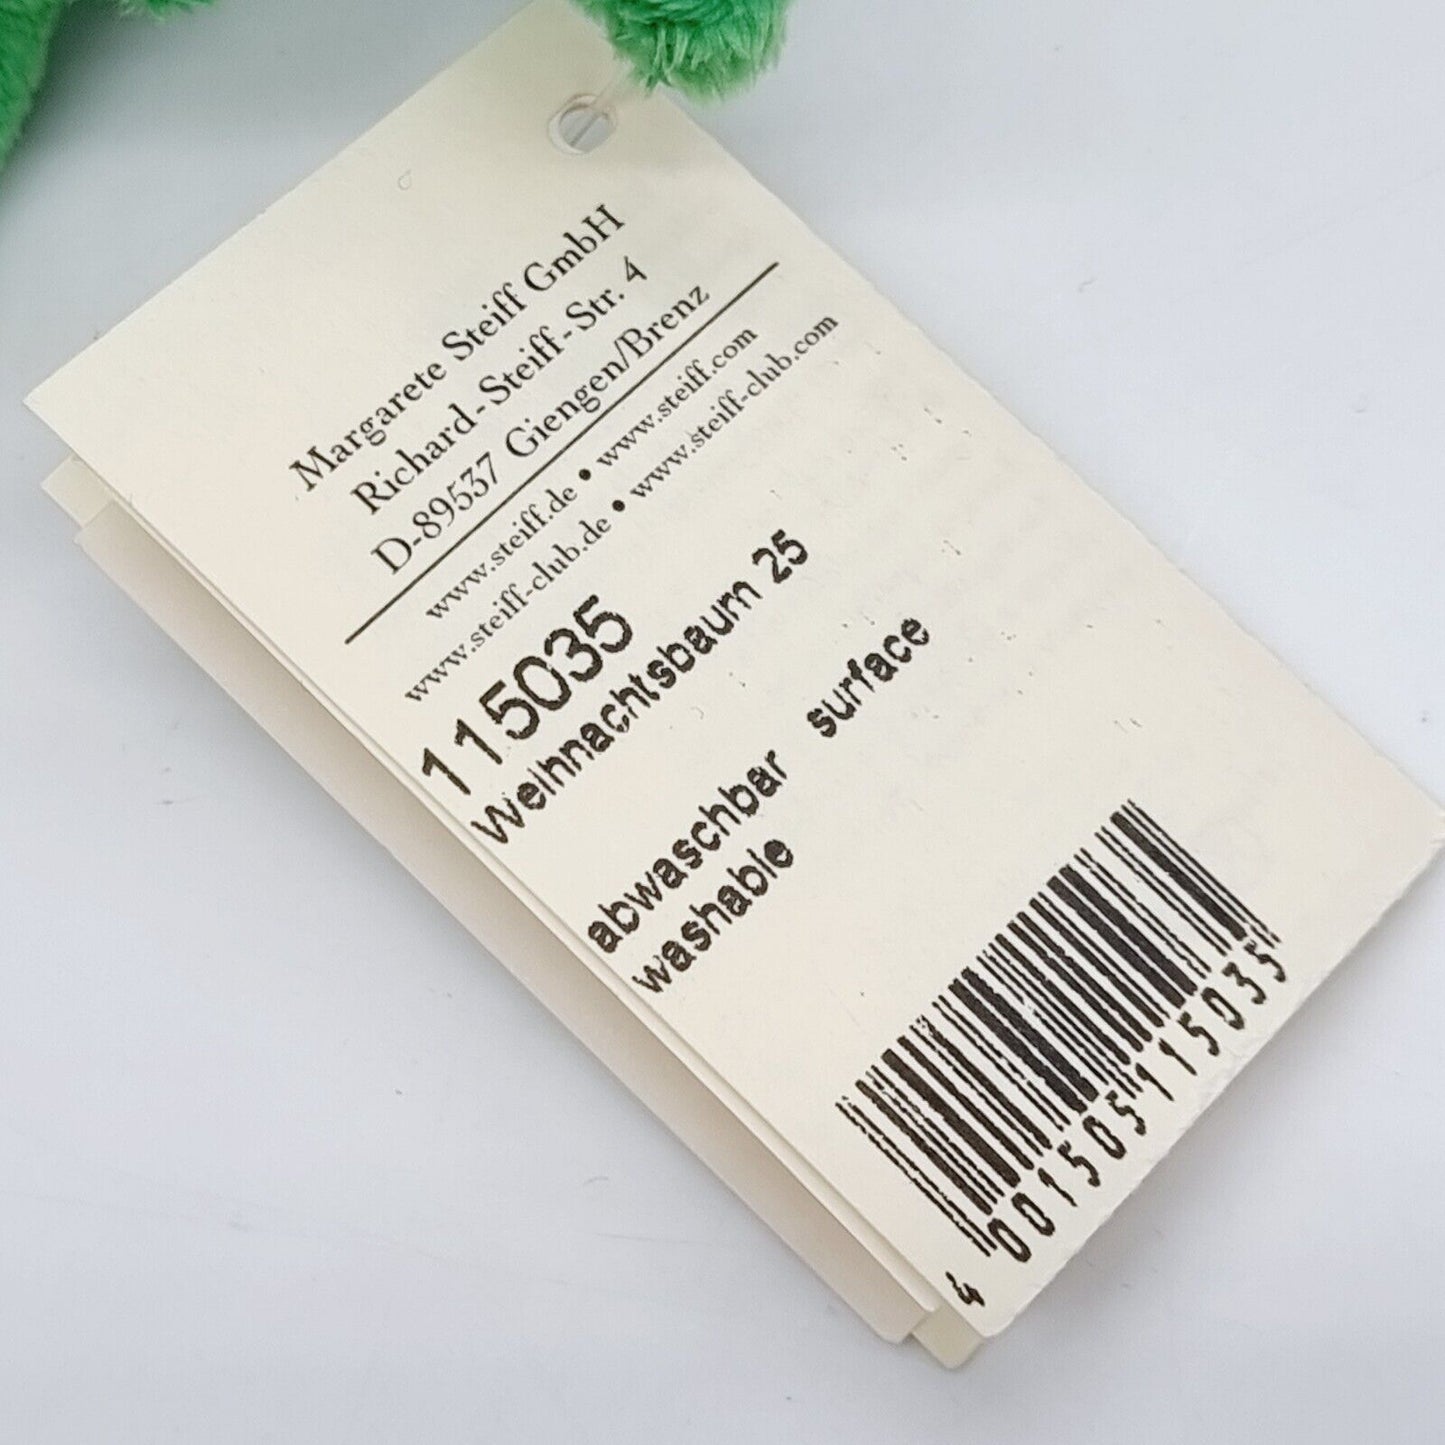 Margarete Steiff GmbH
Richard-Steiff-Str. 4
D-89537 Giengen/Brenz
www.steiff.de • www.steiff.com
www.steiff-club.de • www.steiff-club.com
115035
Weihnachtsbaum 25
abwaschbar surface
washable
4 001505 115035